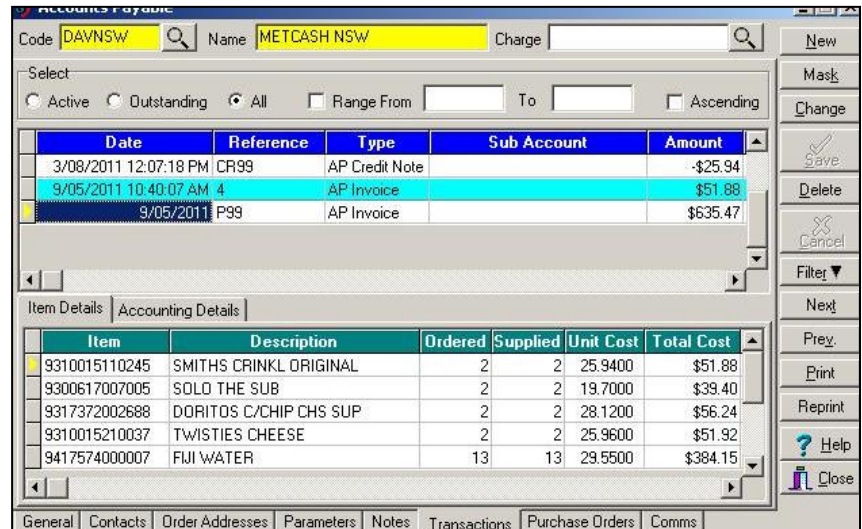 Accounts Payable
Code DAVNSW Name METCASH NSW Charge New
Select Mask
Active Outstanding All Range From To Ascending Change
Date Reference Type Sub Account Amount Save
3/08/2011 12:07:18 PM CR99 AP Credit Note -$25.94
9/05/2011 10:40:07 AM 4 AP Invoice $51.88 Delete
9/05/2011 P99 AP Invoice $635.47
Cancel
Filter
Item Details Accounting Details Next
Item Description Ordered Supplied Unit Cost Total Cost Prev.
9310015110245 SMITHS CRINKL ORIGINAL 2 2 25.9400 $51.88
9300617007005 SOLO THE SUB 2 2 19.7000 $39.40 Print
9317372002688 DORITOS C/CHIP CHS SUP 2 2 28.1200 $56.24 Reprint
9310015210037 TWISTIES CHEESE 2 2 25.9600 $51.92 ? Help
9417574000007 FIJI WATER 13 13 29.5500 $384.15
Close
General Contacts Order Addresses Parameters Notes Transactions Purchase Orders Comms